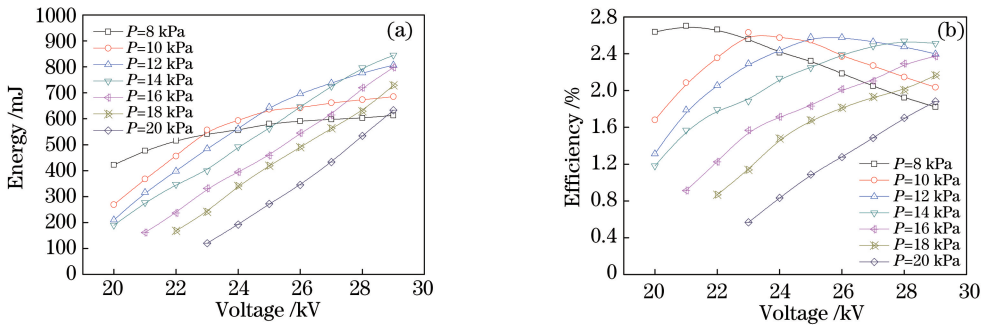 (a)
Energy /mJ
1000
900
800
700
600
500
400
300
200
100
0
P=8 kPa
P=10 kPa
P=12 kPa
P=14 kPa
P=16 kPa
P=18 kPa
P=20 kPa
20 22 24 26 28 30
Voltage /kV
(b)
Efficiency /%
2.8
2.4
2.0
1.6
1.2
0.8
0.4
0
P=8 kPa
P=10 kPa
P=12 kPa
P=14 kPa
P=16 kPa
P=18 kPa
P=20 kPa
20 22 24 26 28 30
Voltage /kV